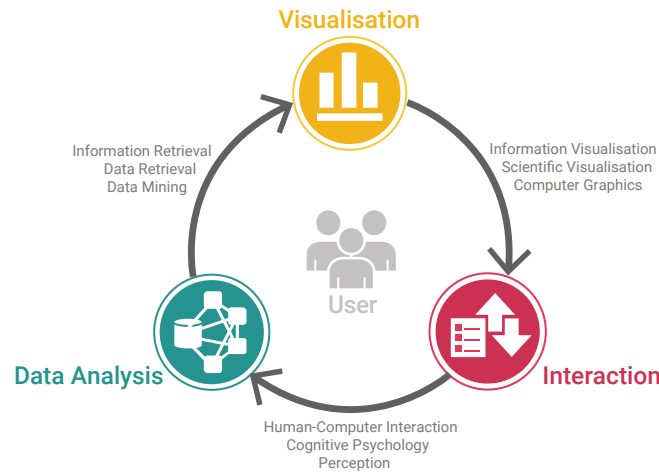 Visualisation
Information Retrieval
Data Retrieval
Data Mining
Information Visualisation
Scientific Visualisation
Computer Graphics
User
Data Analysis
Interaction
Human-Computer Interaction
Cognitive Psychology
Perception